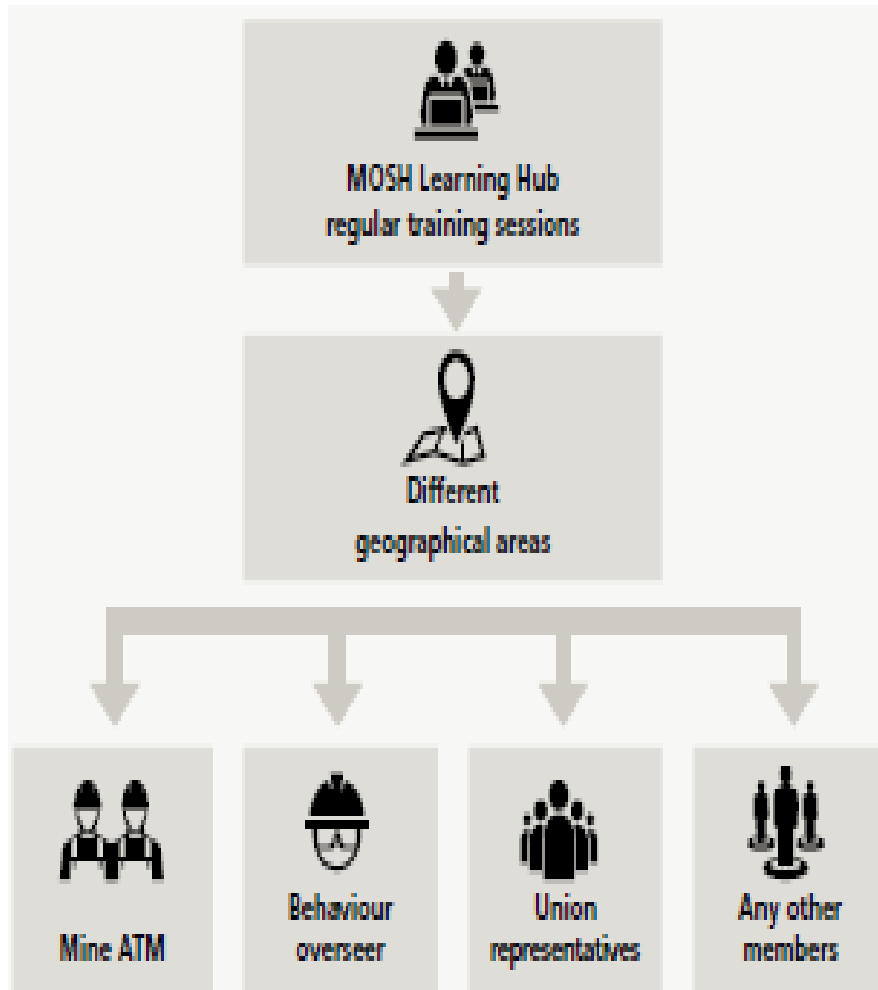 MOSH Learning Hub
regular training sessions
Different
geographical areas
Mine ATM
Behaviour
overseer
Union
representatives
Any other
members